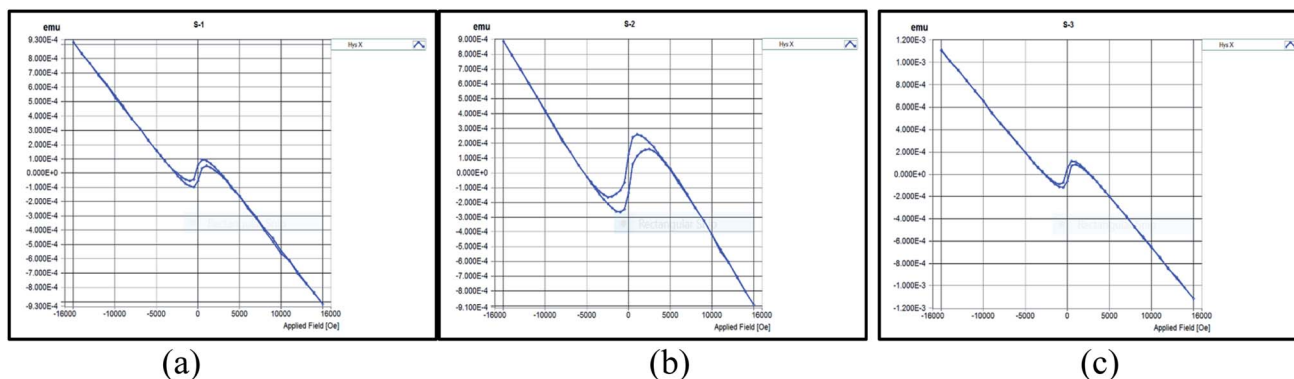 S-1
emu
Hys X
9.300E-4
8.000E-4
7.000E-4
6.000E-4
5.000E-4
4.000E-4
3.000E-4
2.000E-4
1.000E-4
0.000E+0
-1.000E-4
-2.000E-4
-3.000E-4
-4.000E-4
-5.000E-4
-6.000E-4
-7.000E-4
-8.000E-4
-9.300E-4
-16000 -10000 -5000 0 5000 10000 16000
Applied Field [Oe]
Rectangular
(a)
S-2
emu
Hys X
9.000E-4
8.000E-4
7.000E-4
6.000E-4
5.000E-4
4.000E-4
3.000E-4
2.000E-4
1.000E-4
0.000E+0
-1.000E-4
-2.000E-4
-3.000E-4
-4.000E-4
-5.000E-4
-6.000E-4
-7.000E-4
-8.000E-4
-9.100E-4
-16000 -10000 -5000 0 5000 10000 16000
Applied Field [Oe]
Rectangular
(b)
S-3
emu
Hys X
1.200E-3
1.000E-3
8.000E-4
6.000E-4
4.000E-4
2.000E-4
0.000E+0
-2.000E-4
-4.000E-4
-6.000E-4
-8.000E-4
-1.000E-3
-1.200E-3
-16000 -10000 -5000 0 5000 10000 16000
Applied Field [Oe]
Rectangular
(c)